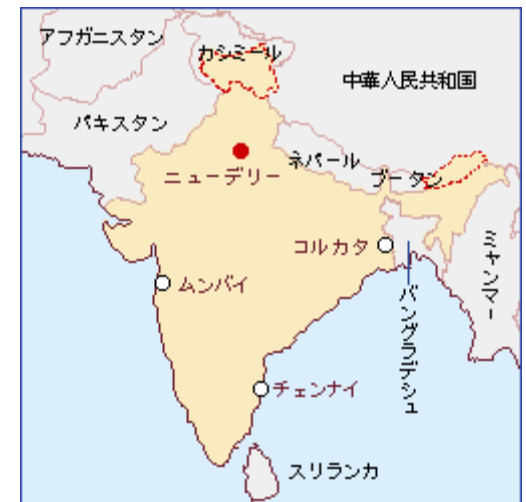 アフガニスタン
カシミール
中華人民共和国
パキスタン
ネパール
ブータン
ニューデリー
コルカタ
ミャンマー
ムンバイ
バングラデシュ
チェンナイ
スリランカ